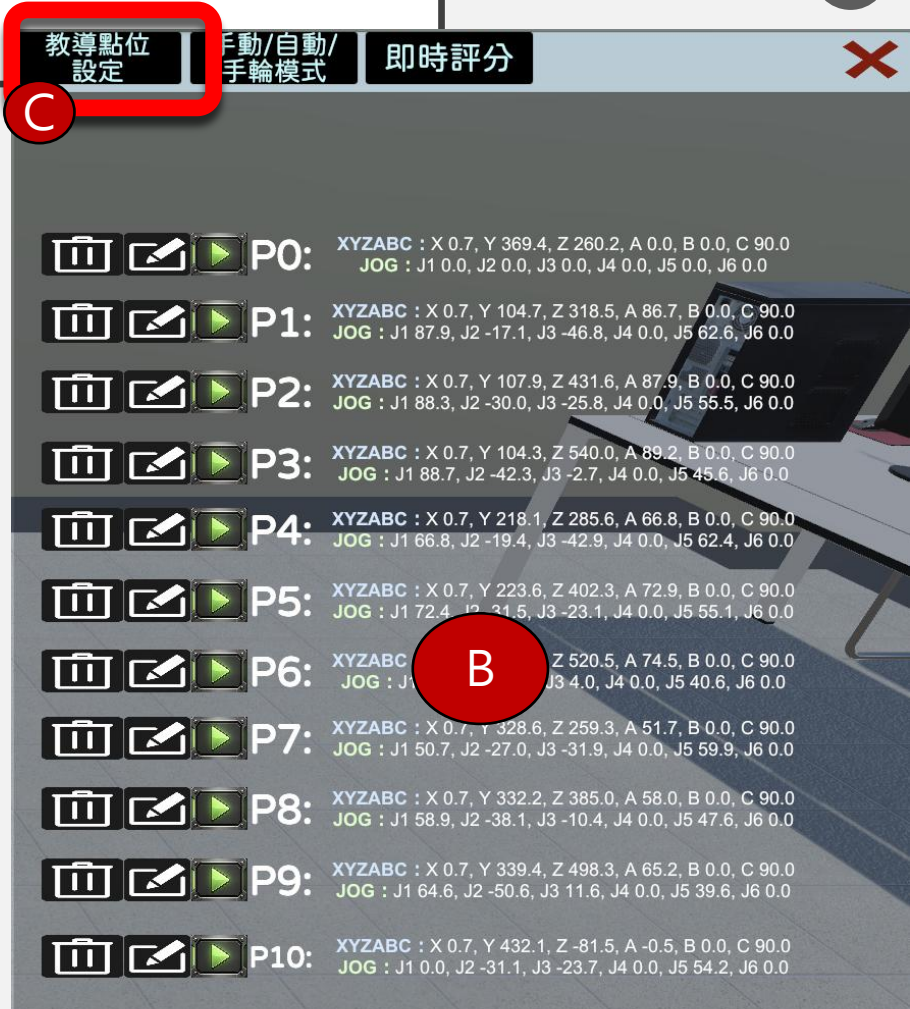 教導點位
設定
手動/自動/
手輪模式
即時評分
C
P0:
XYZABC : X 0.7, Y 369.4, Z 260.2, A 0.0, B 0.0, C 90.0
JOG : J1 0.0, J2 0.0, J3 0.0, J4 0.0, J5 0.0, J6 0.0
P1:
XYZABC : X 0.7, Y 104.7, Z 318.5, A 86.7, B 0.0, C 90.0
JOG : J1 87.9, J2 -17.1, J3 -46.8, J4 0.0, J5 62.6, J6 0.0
P2:
XYZABC : X 0.7, Y 107.9, Z 431.6, A 87.9, B 0.0, C 90.0
JOG : J1 88.3, J2 -30.0, J3 -25.8, J4 0.0, J5 55.5, J6 0.0
P3:
XYZABC : X 0.7, Y 104.3, Z 540.0, A 89.2, B 0.0, C 90.0
JOG : J1 88.7, J2 -42.3, J3 -2.7, J4 0.0, J5 45.6, J6 0.0
P4:
XYZABC : X 0.7, Y 218.1, Z 285.6, A 66.8, B 0.0, C 90.0
JOG : J1 66.8, J2 -19.4, J3 -42.9, J4 0.0, J5 62.4, J6 0.0
P5:
XYZABC : X 0.7, Y 223.6, Z 402.3, A 72.9, B 0.0, C 90.0
JOG : J1 72.4, J2 -31.5, J3 -23.1, J4 0.0, J5 55.1, J6 0.0
P6:
XYZABC Z 520.5, A 74.5, B 0.0, C 90.0
JOG : J3 4.0, J4 0.0, J5 40.6, J6 0.0
B
P7:
XYZABC : X 0.7, Y 328.6, Z 259.3, A 51.7, B 0.0, C 90.0
JOG : J1 50.7, J2 -27.0, J3 -31.9, J4 0.0, J5 59.9, J6 0.0
P8:
XYZABC : X 0.7, Y 332.2, Z 385.0, A 58.0, B 0.0, C 90.0
JOG : J1 58.9, J2 -38.1, J3 -10.4, J4 0.0, J5 47.6, J6 0.0
P9:
XYZABC : X 0.7, Y 339.4, Z 498.3, A 65.2, B 0.0, C 90.0
JOG : J1 64.6, J2 -50.6, J3 11.6, J4 0.0, J5 39.6, J6 0.0
P10:
XYZABC : X 0.7, Y 432.1, Z -81.5, A -0.5, B 0.0, C 90.0
JOG : J1 0.0, J2 -31.1, J3 -23.7, J4 0.0, J5 54.2, J6 0.0